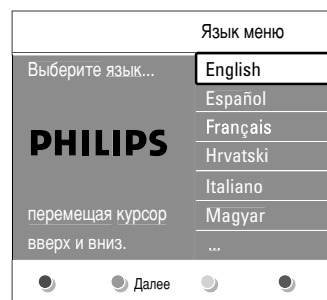 Язык меню
Выберите язык...
PHILIPS
перемещая курсор
вверх и вниз.
English
Español
Français
Hrvatski
Italiano
Magyar
...
Далее